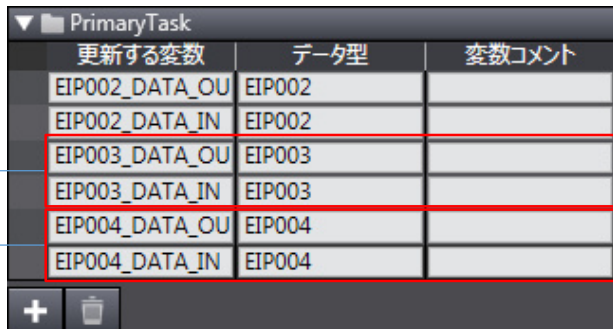 PrimaryTask
更新する変数 データ型 変数コメント
EIP002_DATA_OU EIP002
EIP002_DATA_IN EIP002
EIP003_DATA_OU EIP003
EIP003_DATA_IN EIP003
EIP004_DATA_OU EIP004
EIP004_DATA_IN EIP004